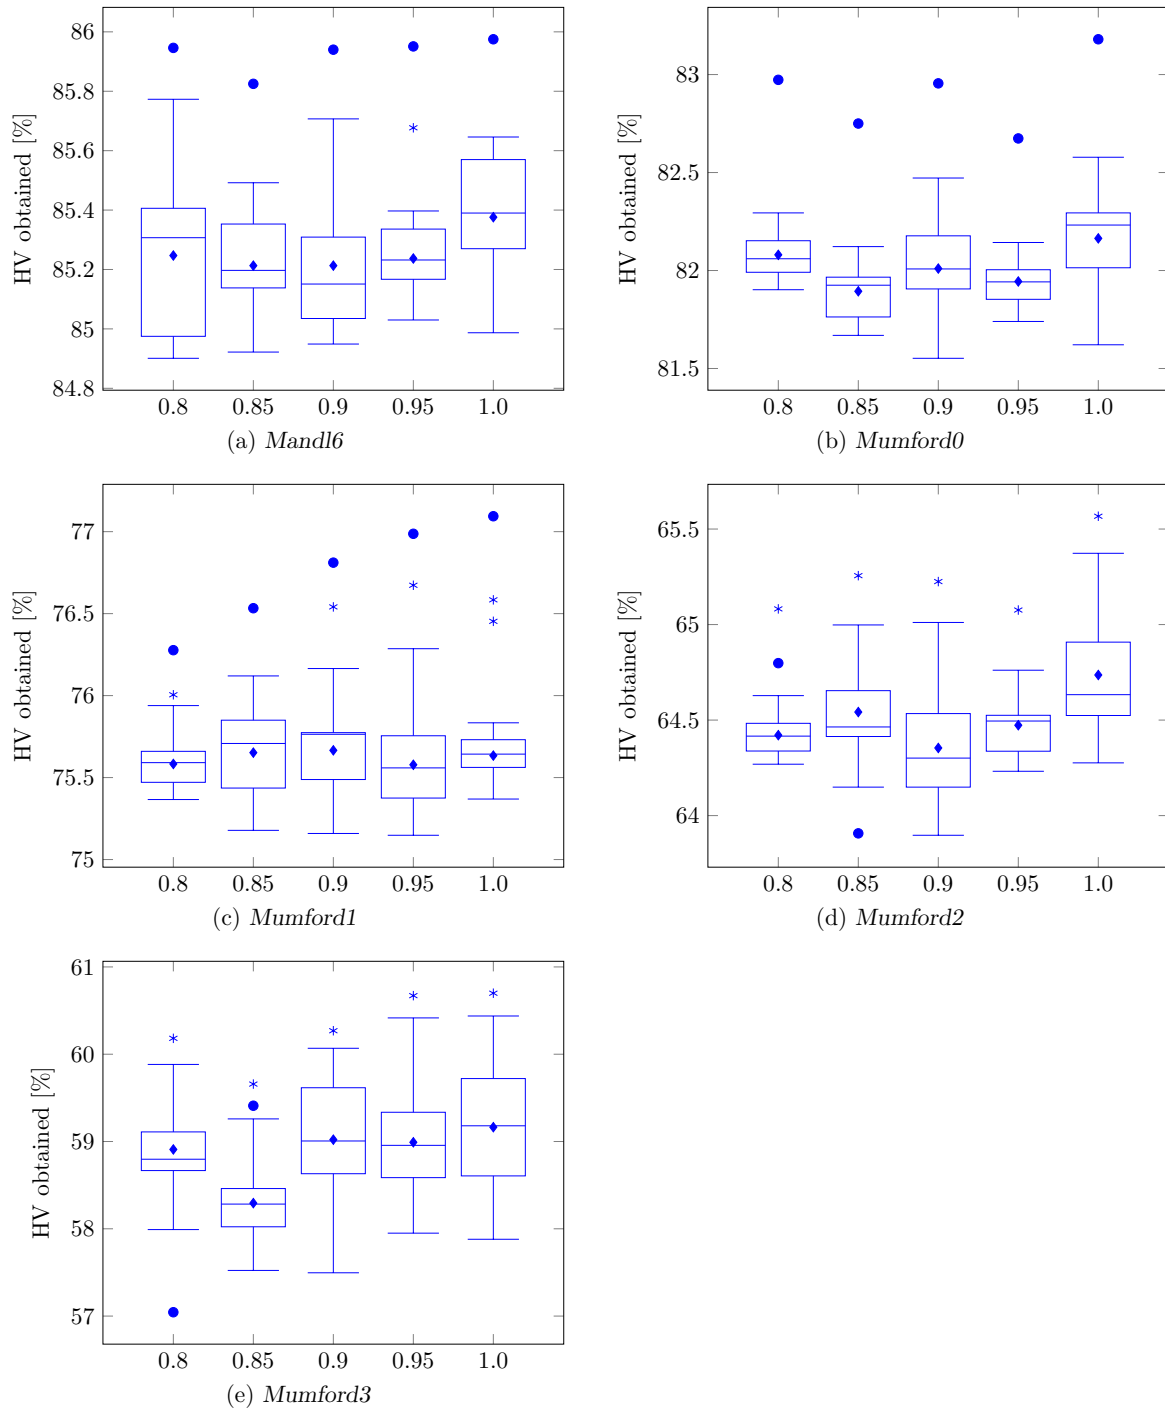 HV obtained [%]
86
85.8
85.6
85.4
85.2
85
84.8
0.8 0.85 0.9 0.95 1.0
(a) Mandl6
HV obtained [%]
83
82.5
82
81.5
0.8 0.85 0.9 0.95 1.0
(b) Mumford0
HV obtained [%]
77
76.5
76
75.5
75
0.8 0.85 0.9 0.95 1.0
(c) Mumford1
HV obtained [%]
65.5
65
64.5
64
0.8 0.85 0.9 0.95 1.0
(d) Mumford2
HV obtained [%]
61
60
59
58
57
0.8 0.85 0.9 0.95 1.0
(e) Mumford3